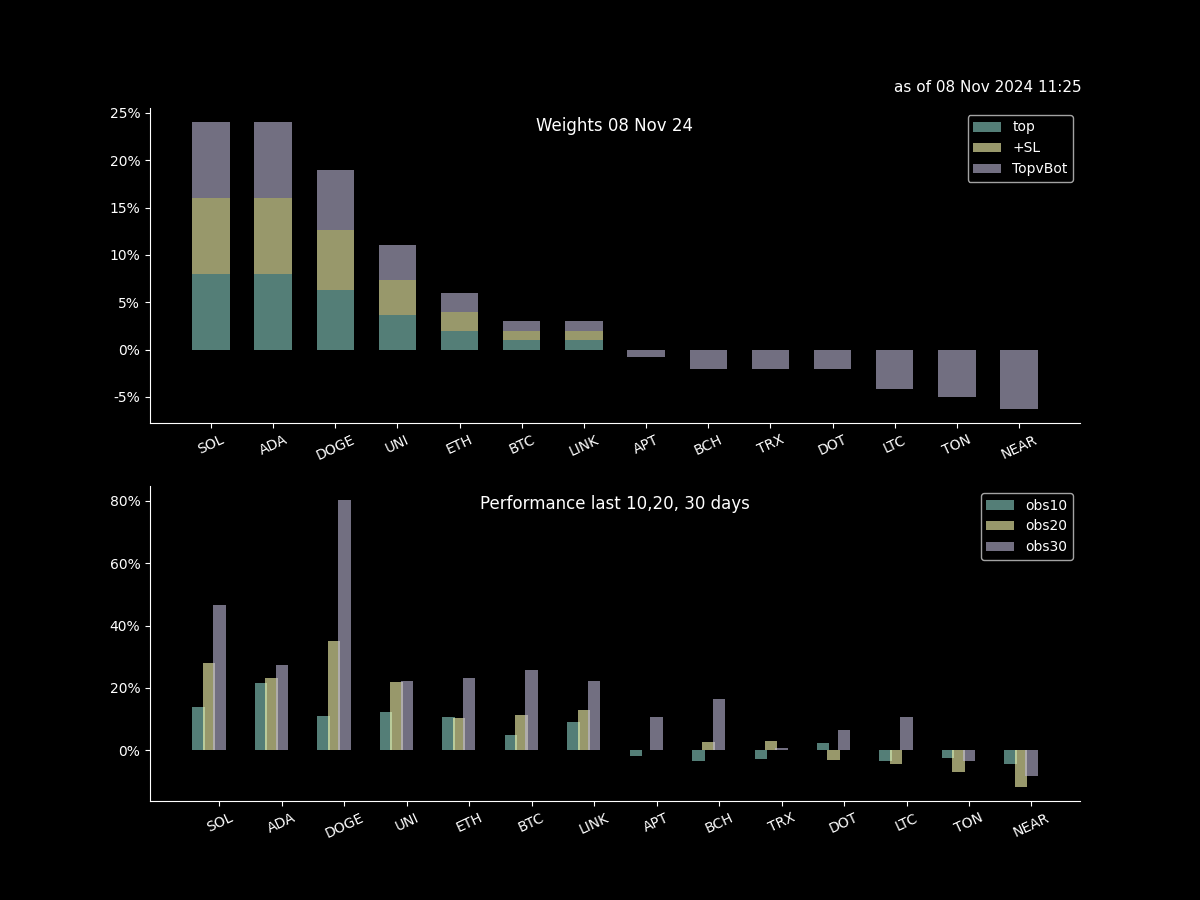 as of 08 Nov 2024 11:25
Weights 08 Nov 24
top
+SL
TopvBot
25%
20%
15%
10%
5%
0%
-5%
SOL ADA DOGE UNI ETH BTC LINK APT BCH TRX DOT LTC TON NEAR
Performance last 10,20, 30 days
obs10
obs20
obs30
80%
60%
40%
20%
0%
SOL ADA DOGE UNI ETH BTC LINK APT BCH TRX DOT LTC TON NEAR